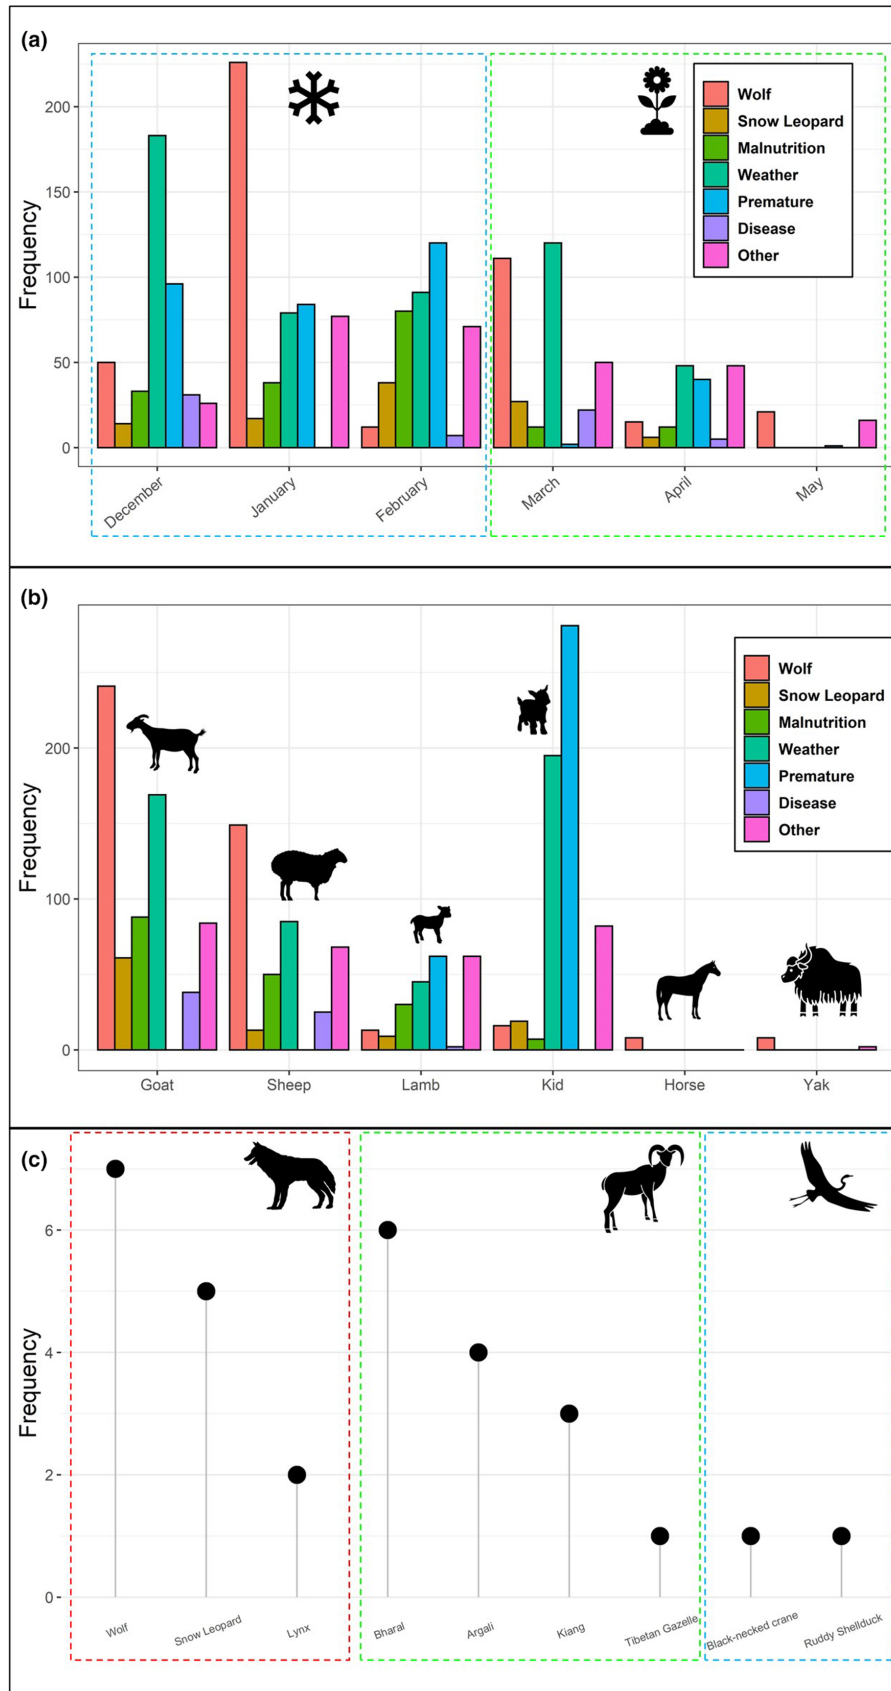 (a)
Frequency
200
150
100
50
0
Wolf
Snow Leopard
Malnutrition
Weather
Premature
Disease
Other
December
January
February
March
April
May
(b)
Frequency
200
100
0
Wolf
Snow Leopard
Malnutrition
Weather
Premature
Disease
Other
Goat
Sheep
Lamb
Kid
Horse
Yak
(c)
Frequency
6
4
2
0
Wolf
Snow Leopard
Lynx
Bharal
Argali
Kiang
Tibetan Gazelle
Black-necked crane
Ruddy Shellduck